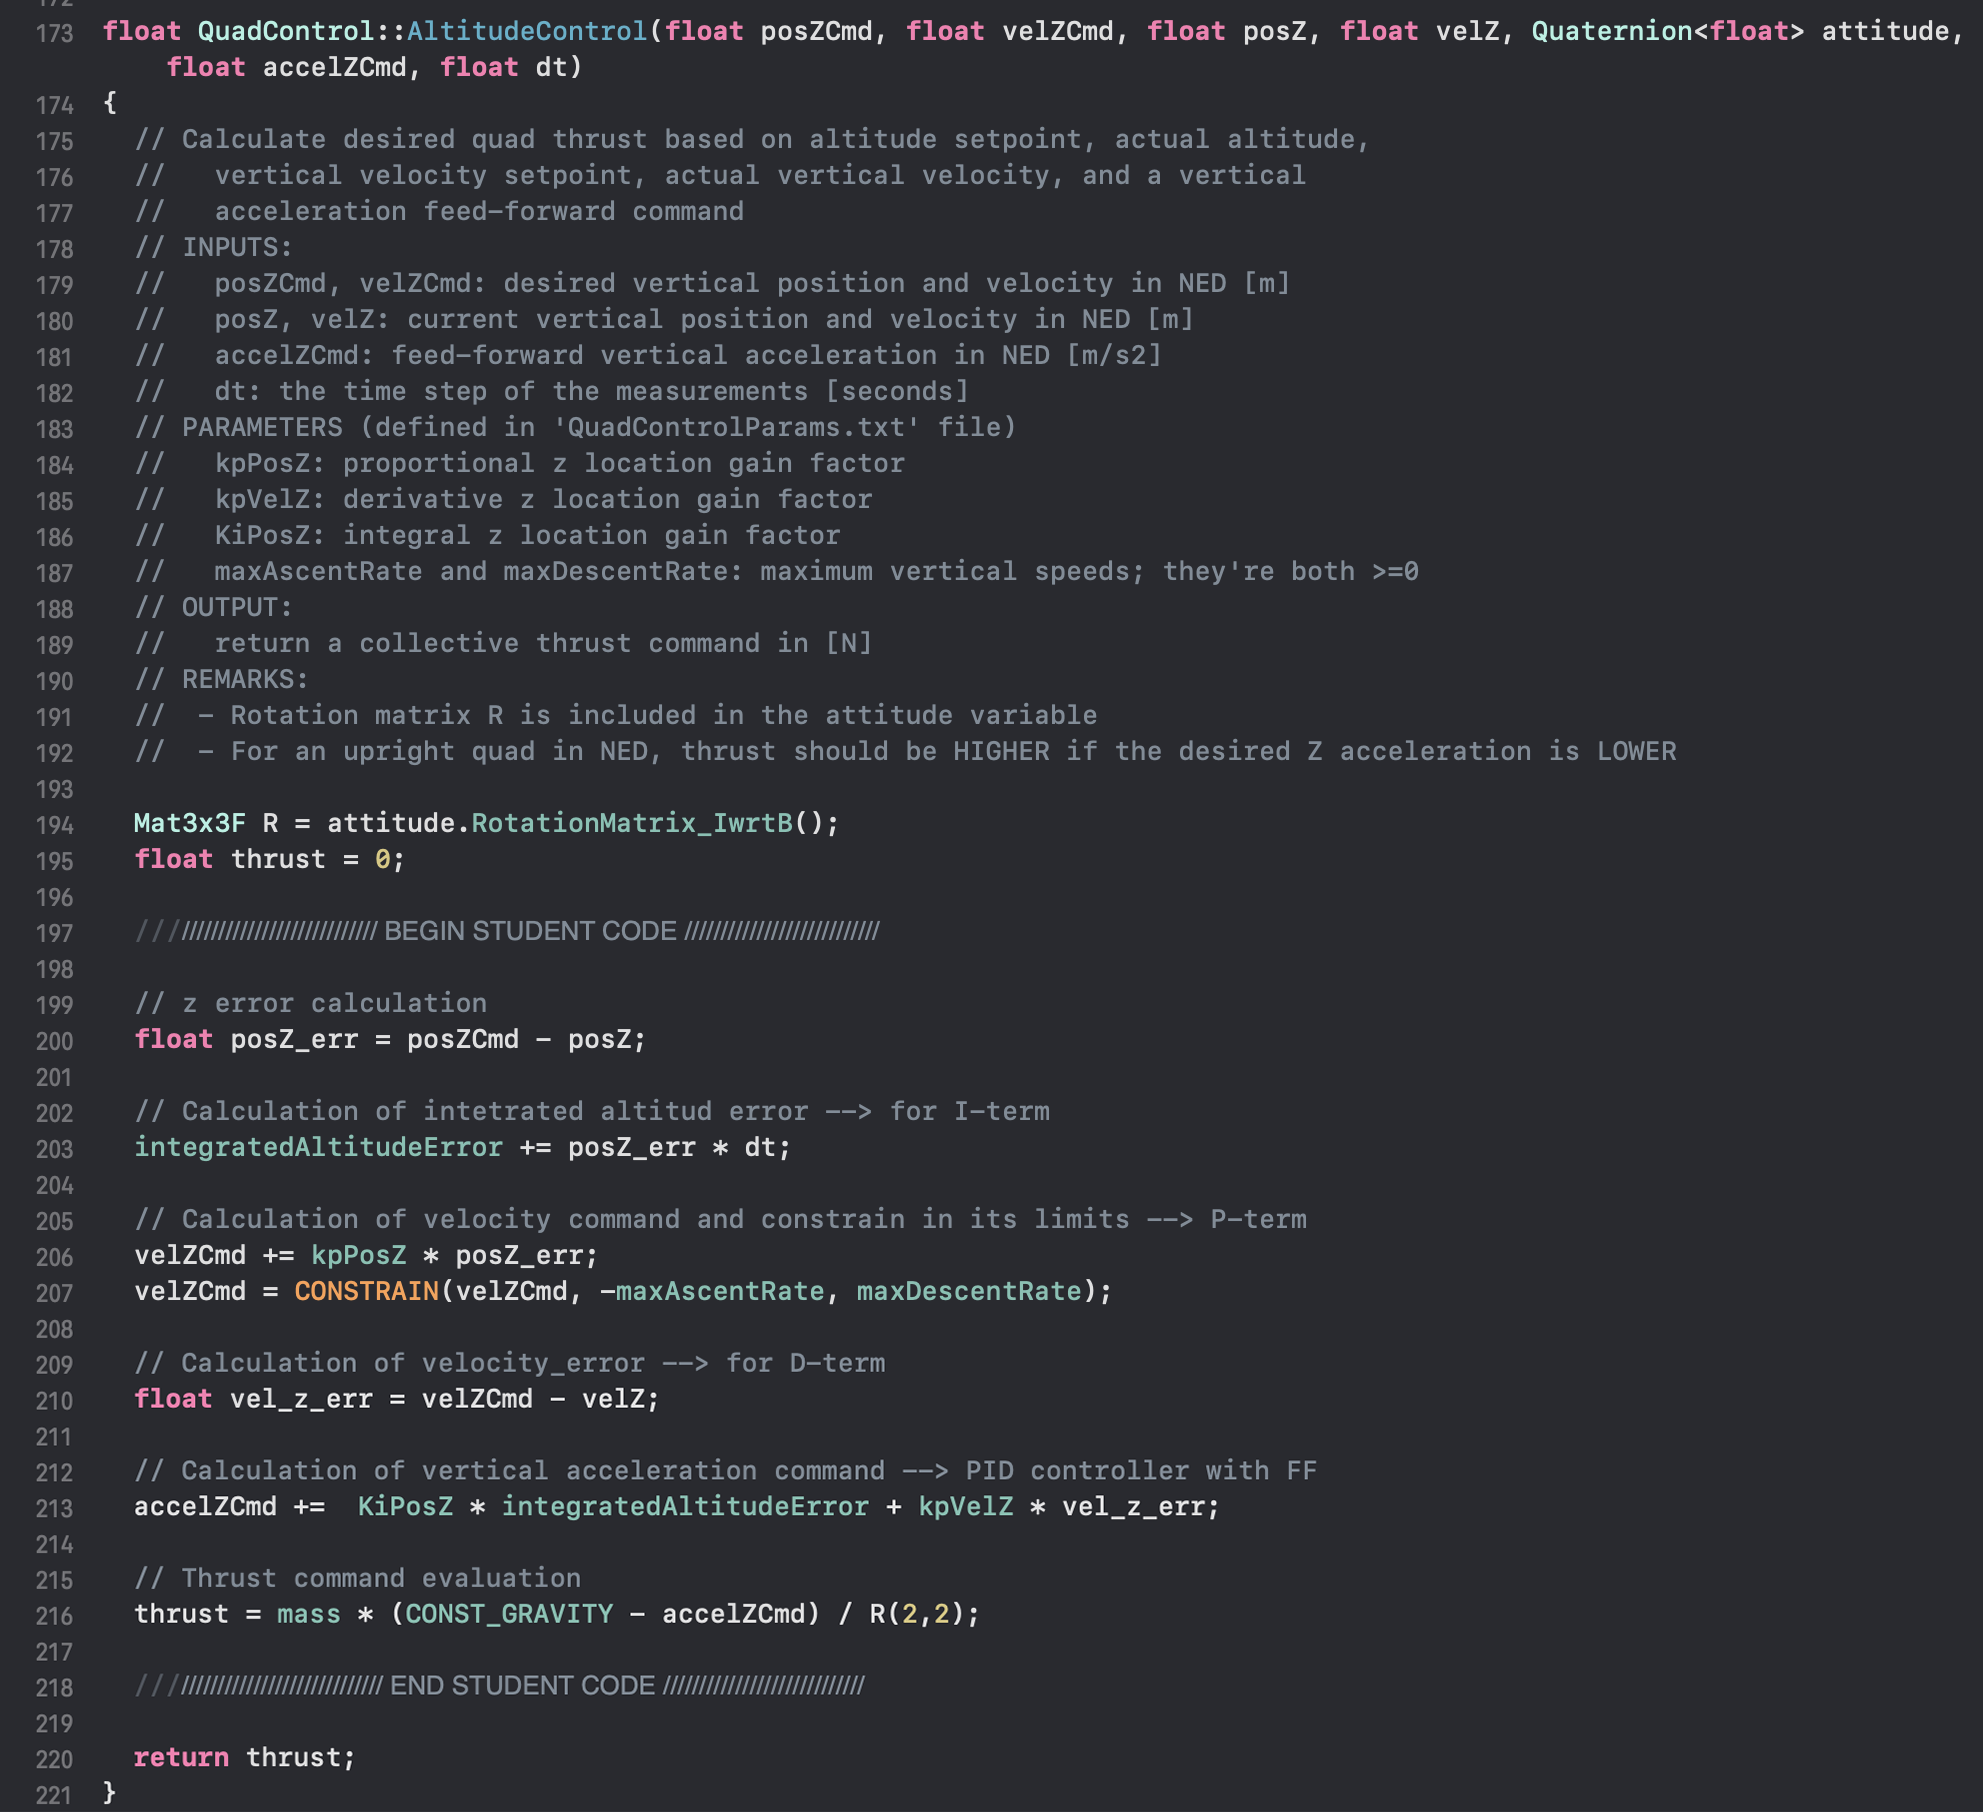 172
173 float QuadControl::AltitudeControl(float posZCmd, float velZCmd, float posZ, float velZ, Quaternion<float> attitude,
float accelZCmd, float dt)
174 {
175 // Calculate desired quad thrust based on altitude setpoint, actual altitude,
176 //   vertical velocity setpoint, actual vertical velocity, and a vertical
177 //   acceleration feed-forward command
178 // INPUTS:
179 //   posZCmd, velZCmd: desired vertical position and velocity in NED [m]
180 //   posZ, velZ: current vertical position and velocity in NED [m]
181 //   accelZCmd: feed-forward vertical acceleration in NED [m/s2]
182 //   dt: the time step of the measurements [seconds]
183 // PARAMETERS (defined in 'QuadControlParams.txt' file)
184 //   kpPosZ: proportional z location gain factor
185 //   kpVelZ: derivative z location gain factor
186 //   KiPosZ: integral z location gain factor
187 //   maxAscentRate and maxDescentRate: maximum vertical speeds; they're both >=0
188 // OUTPUT:
189 //   return a collective thrust command in [N]
190 // REMARKS:
191 //  - Rotation matrix R is included in the attitude variable
192 //  - For an upright quad in NED, thrust should be HIGHER if the desired Z acceleration is LOWER
193
194 Mat3x3F R = attitude.RotationMatrix_IwrtB();
195 float thrust = 0;
196
197 ////////////////////////////// BEGIN STUDENT CODE ///////////////////////////
198
199 // z error calculation
200 float posZ_err = posZCmd - posZ;
201
202 // Calculation of intetrated altitud error --> for I-term
203 integratedAltitudeError += posZ_err * dt;
204
205 // Calculation of velocity command and constrain in its limits --> P-term
206 velZCmd += kpPosZ * posZ_err;
207 velZCmd = CONSTRAIN(velZCmd, -maxAscentRate, maxDescentRate);
208
209 // Calculation of velocity_error --> for D-term
210 float vel_z_err = velZCmd - velZ;
211
212 // Calculation of vertical acceleration command --> PID controller with FF
213 accelZCmd +=  KiPosZ * integratedAltitudeError + kpVelZ * vel_z_err;
214
215 // Thrust command evaluation
216 thrust = mass * (CONST_GRAVITY - accelZCmd) / R(2,2);
217
218 /////////////////////////////// END STUDENT CODE ////////////////////////////
219
220 return thrust;
221 }